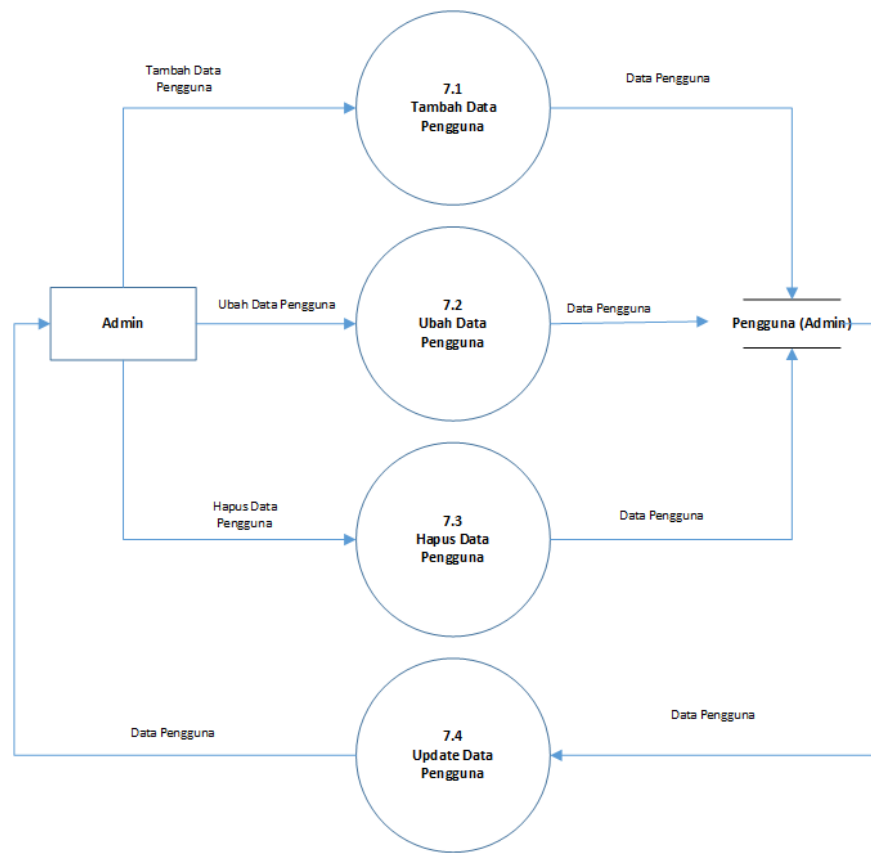 Tambah Data
Pengguna
7.1
Tambah Data
Pengguna
Data Pengguna
Admin
Ubah Data Pengguna
7.2
Ubah Data
Pengguna
Data Pengguna
Pengguna (Admin)
Hapus Data
Pengguna
7.3
Hapus Data
Pengguna
Data Pengguna
Data Pengguna
7.4
Update Data
Pengguna
Data Pengguna